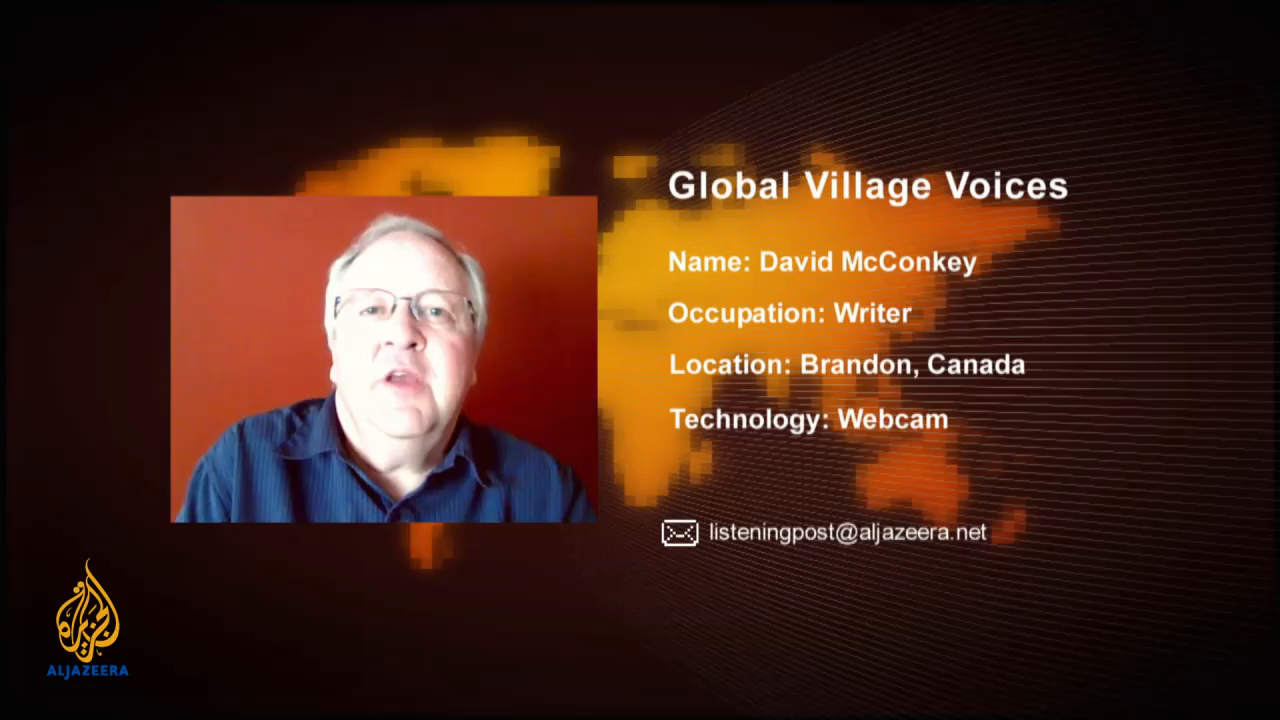 Global Village Voices
Name: David McConkey
Occupation: Writer
Location: Brandon, Canada
Technology: Webcam
listeningpost@aljazeera.net
الجزيرة
ALJAZEERA